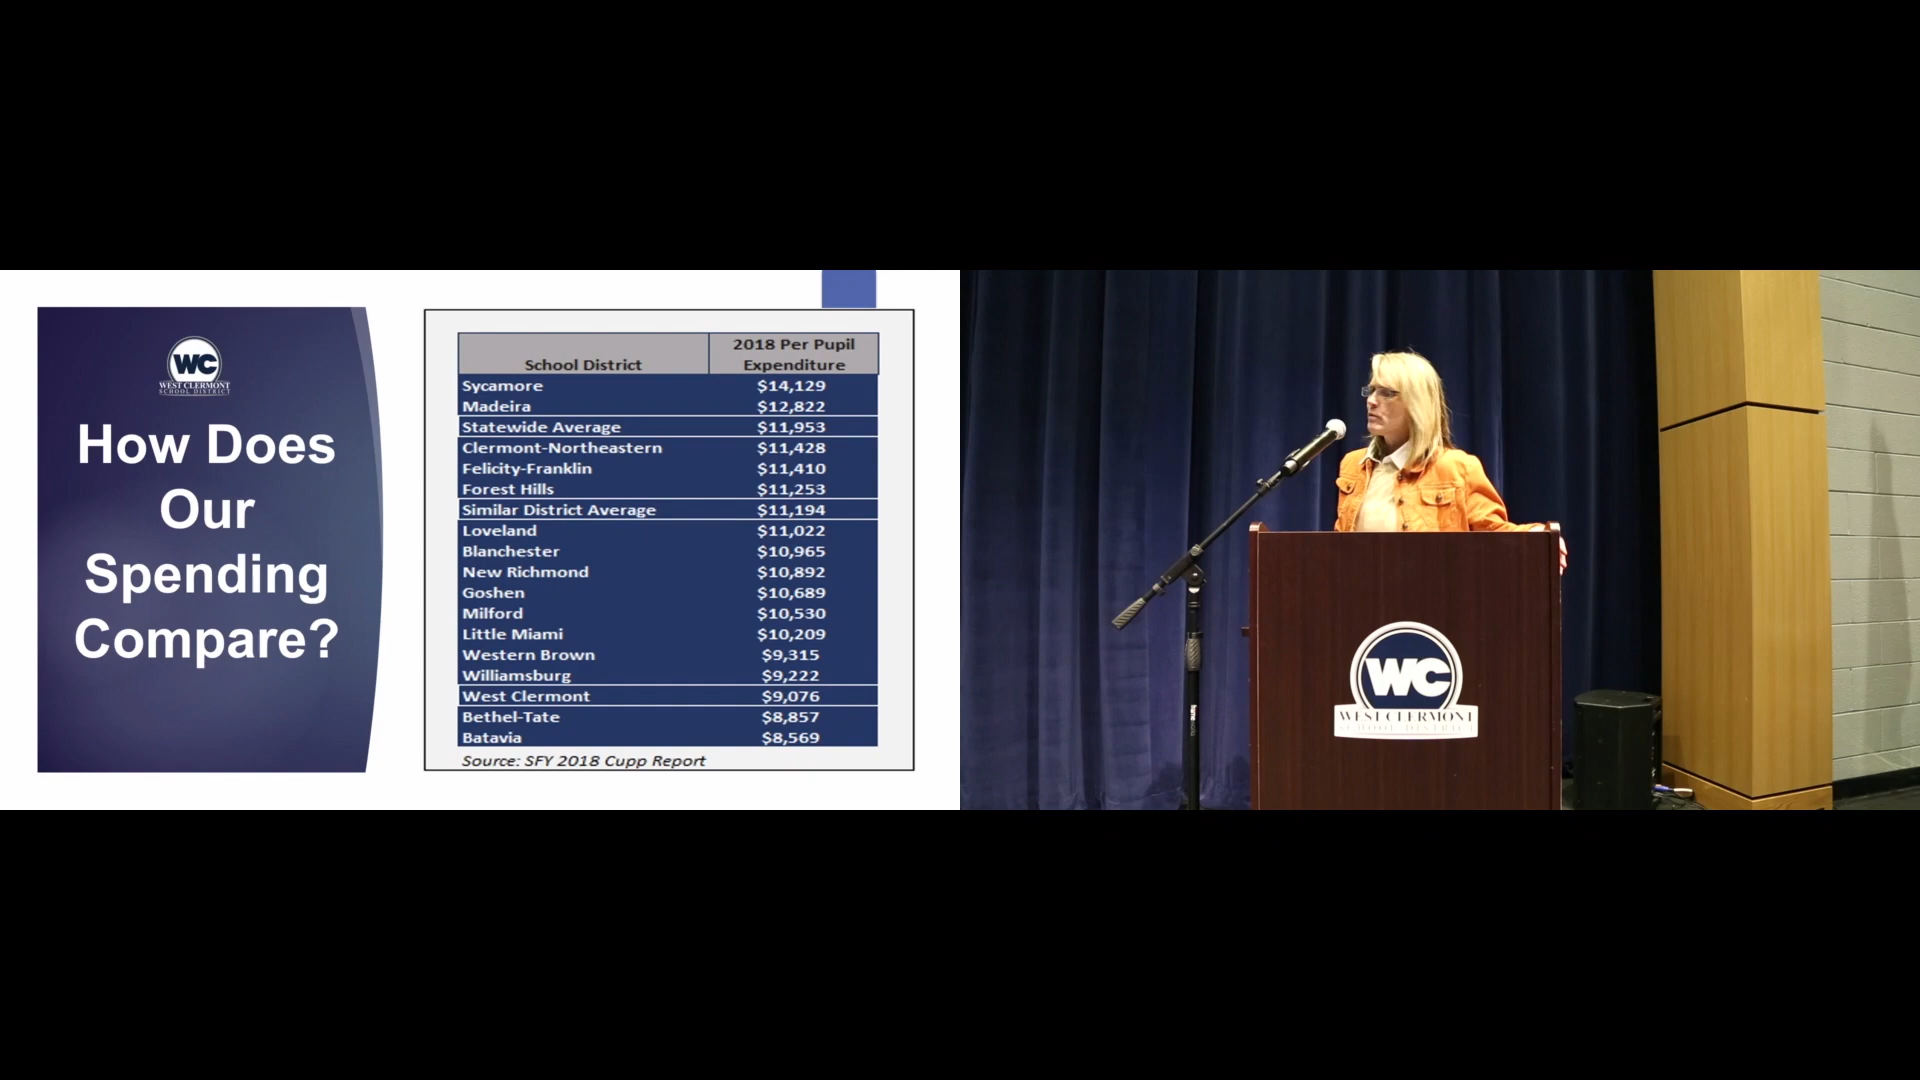 WC
WEST CLERMONT
SCHOOL DISTRICT
How Does
Our
Spending
Compare?
School District 2018 Per Pupil Expenditure
Sycamore $14,129
Madeira $12,822
Statewide Average $11,953
Clermont-Northeastern $11,428
Felicity-Franklin $11,410
Forest Hills $11,253
Similar District Average $11,194
Loveland $11,022
Blanchester $10,965
New Richmond $10,892
Goshen $10,689
Milford $10,530
Little Miami $10,209
Western Brown $9,315
Williamsburg $9,222
West Clermont $9,076
Bethel-Tate $8,857
Batavia $8,569
Source: SFY 2018 Cupp Report
WC
WEST CLERMONT
SCHOOL DISTRICT